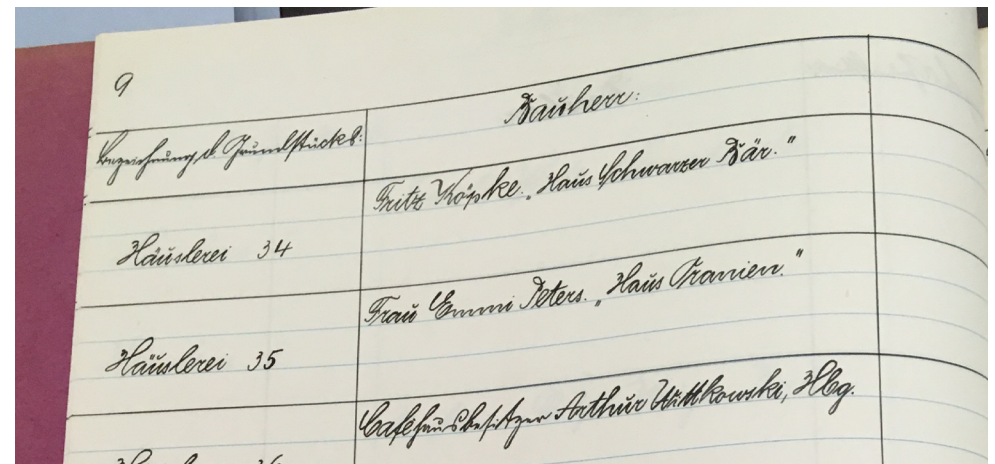 9
Bezeichnung d. Grundstücks:
Bauherr:
Häuslerei 34
Fritz Köpke. „Haus Schwarzer Bär."
Häuslerei 35
Frau Emmi Peters. „Haus Oranien."
Cafehausbesitzer Arthur Wittkowski, Hbg.